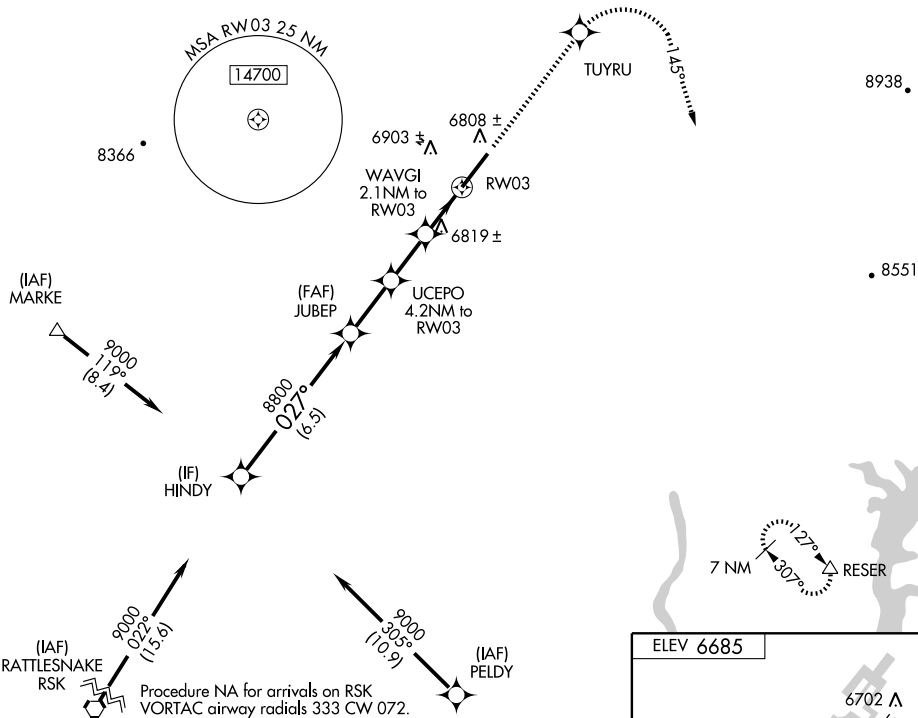 MSA RW03 25 NM
14700
TUYRU
145°
8938
8366
6903 ±
6808 ±
WAVGI
2.1NM to
RW03
RW03
6819 ±
8551
(IAF)
MARKE
(FAF)
JUBEP
UCEPO
4.2NM to
RW03
9000
119°
(8.4)
8800
027°
(6.5)
(IF)
HINDY
7 NM
127°
307°
RESER
9000
022°
(15.6)
9000
305°
(10.9)
(IAF)
RATTLESNAKE
RSK
(IAF)
PELDY
Procedure NA for arrivals on RSK
VORTAC airway radials 333 CW 072.
ELEV 6685
6702